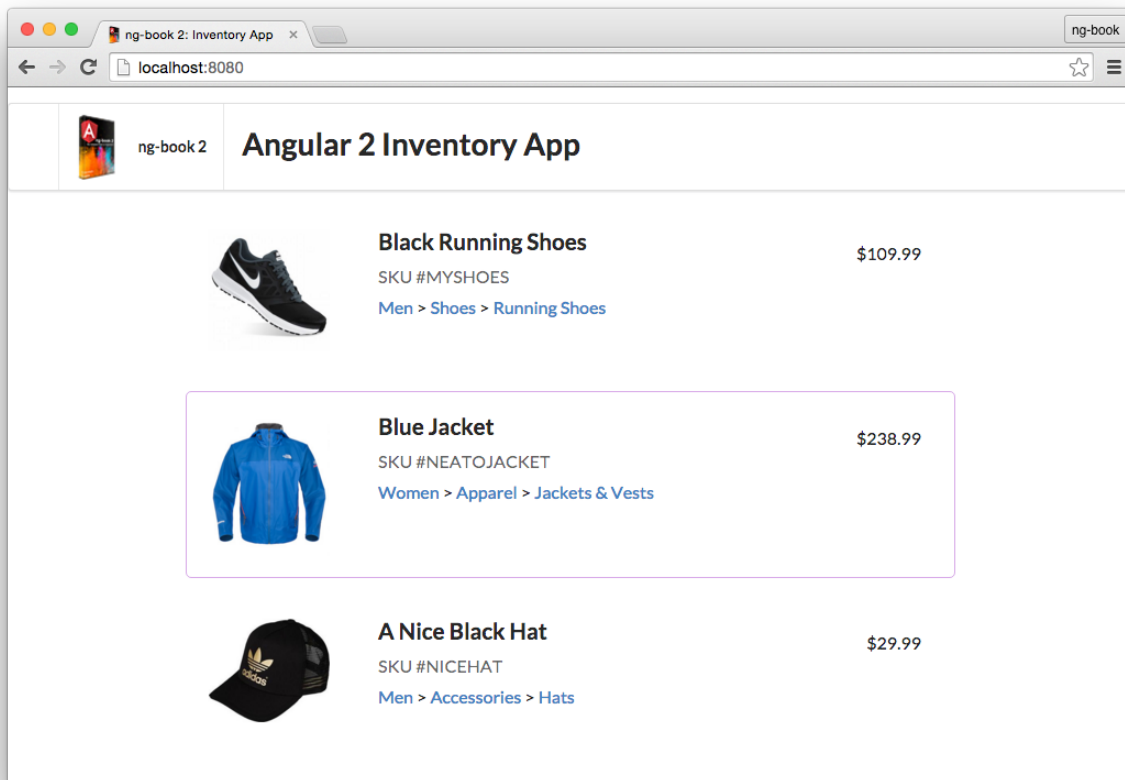 ng-book 2: Inventory App
ng-book
localhost:8080
ng-book 2
Angular 2 Inventory App
Black Running Shoes
$109.99
SKU #MYSHOES
Men > Shoes > Running Shoes
Blue Jacket
$238.99
SKU #NEATOJACKET
Women > Apparel > Jackets & Vests
A Nice Black Hat
$29.99
adidas
SKU #NICEHAT
Men > Accessories > Hats